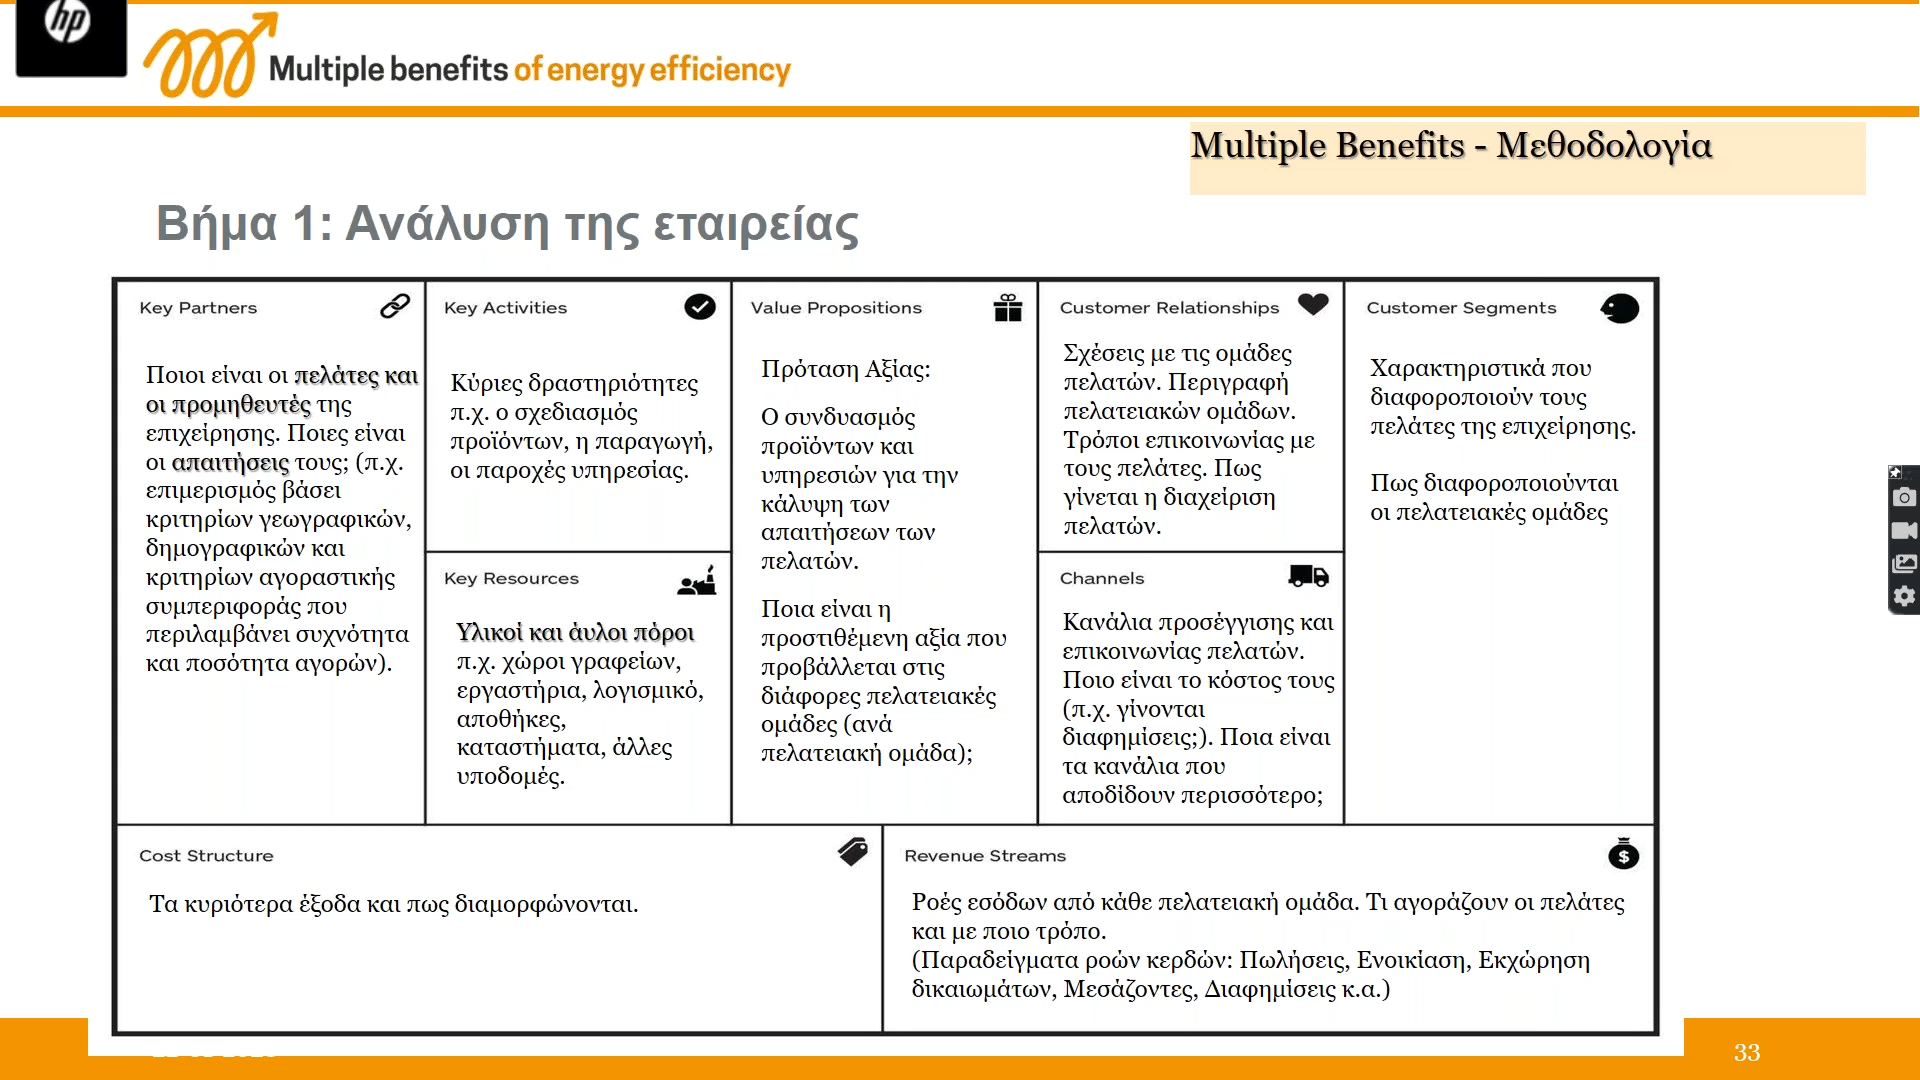 hp
Multiple benefits of energy efficiency
Multiple Benefits - Μεθοδολογία
Βήμα 1: Ανάλυση της εταιρείας
Key Partners
Ποιοι είναι οι πελάτες και
οι προμηθευτές της
επιχείρησης. Ποιες είναι
οι απαιτήσεις τους; (π.χ.
επιμερισμός βάσει
κριτηρίων γεωγραφικών,
δημογραφικών και
κριτηρίων αγοραστικής
συμπεριφοράς που
περιλαμβάνει συχνότητα
και ποσότητα αγορών).
Key Activities
Κύριες δραστηριότητες
π.χ. ο σχεδιασμός
προϊόντων, η παραγωγή,
οι παροχές υπηρεσίας.
Key Resources
Υλικοί και άυλοι πόροι
π.χ. χώροι γραφείων,
εργαστήρια, λογισμικό,
αποθήκες,
καταστήματα, άλλες
υποδομές.
Value Propositions
Πρόταση Αξίας:
Ο συνδυασμός
προϊόντων και
υπηρεσιών για την
κάλυψη των
απαιτήσεων των
πελατών.
Ποια είναι η
προστιθέμενη αξία που
προβάλλεται στις
διάφορες πελατειακές
ομάδες (ανά
πελατειακή ομάδα);
Customer Relationships
Σχέσεις με τις ομάδες
πελατών. Περιγραφή
πελατειακών ομάδων.
Τρόποι επικοινωνίας με
τους πελάτες. Πως
γίνεται η διαχείριση
πελατών.
Channels
Κανάλια προσέγγισης και
επικοινωνίας πελατών.
Ποιο είναι το κόστος τους
(π.χ. γίνονται
διαφημίσεις;). Ποια είναι
τα κανάλια που
αποδίδουν περισσότερο;
Customer Segments
Χαρακτηριστικά που
διαφοροποιούν τους
πελάτες της επιχείρησης.
Πως διαφοροποιούνται
οι πελατειακές ομάδες
Cost Structure
Τα κυριότερα έξοδα και πως διαμορφώνονται.
Revenue Streams
$
Ροές εσόδων από κάθε πελατειακή ομάδα. Τι αγοράζουν οι πελάτες
και με ποιο τρόπο.
(Παραδείγματα ροών κερδών: Πωλήσεις, Ενοικίαση, Εκχώρηση
δικαιωμάτων, Μεσάζοντες, Διαφημίσεις κ.α.)
33